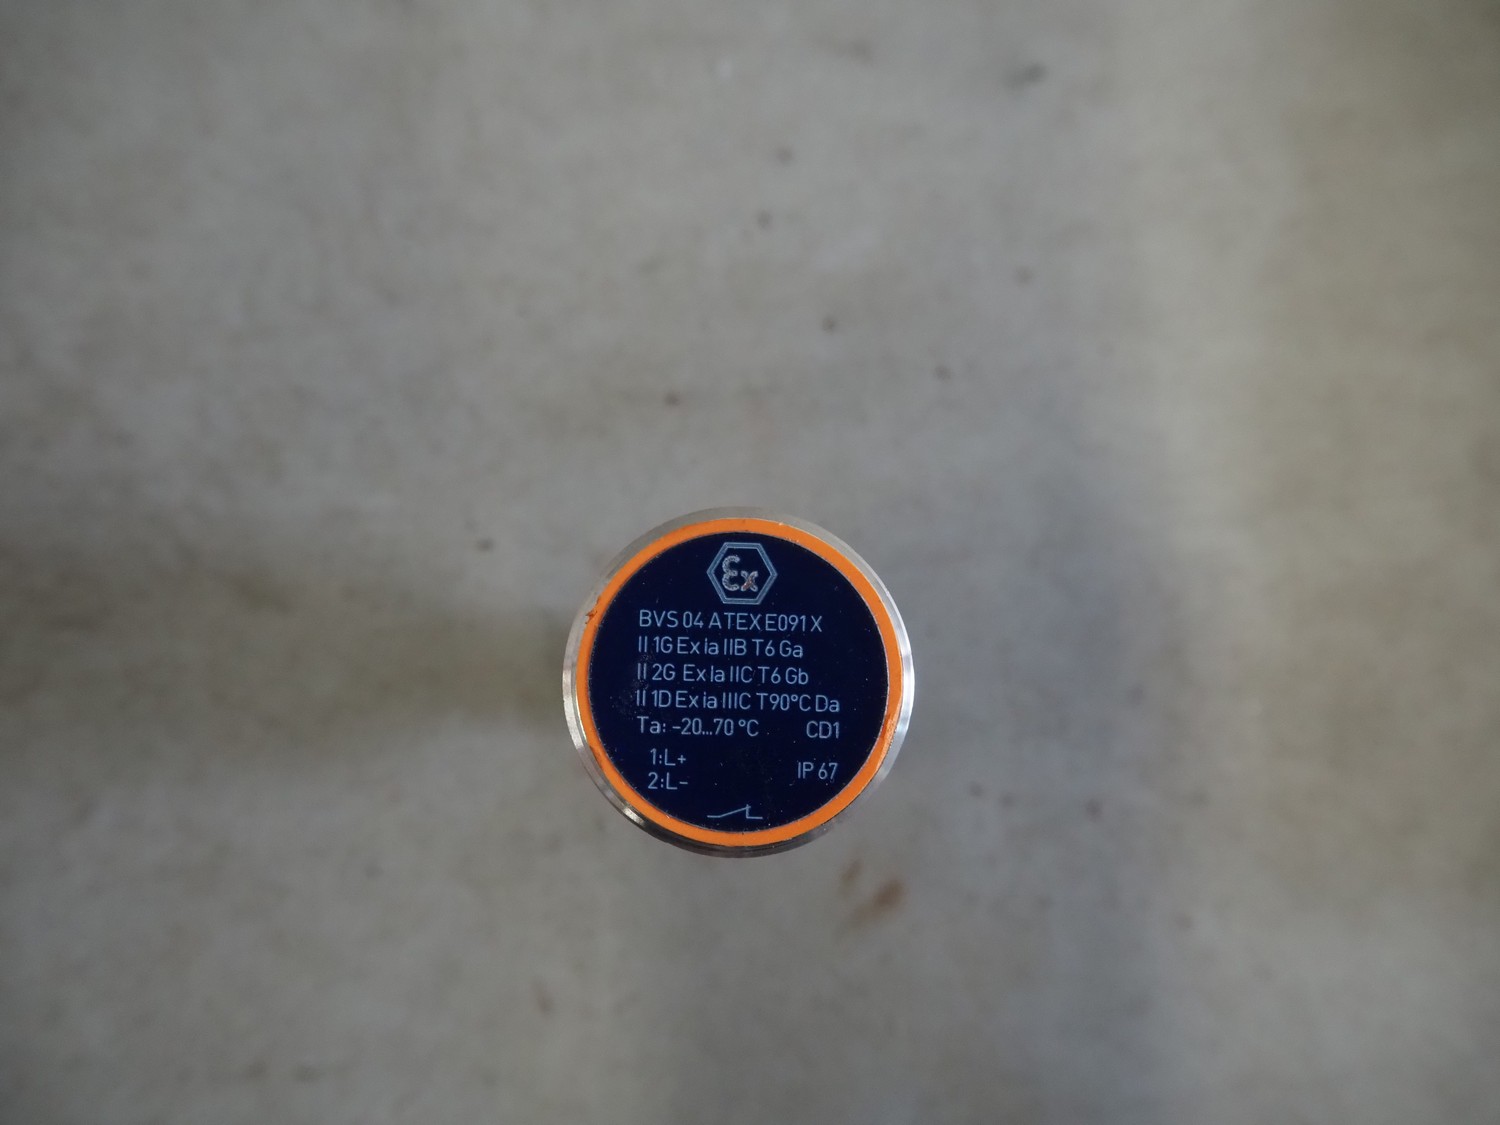 Ex
BVS 04 ATEX E091 X
II 1G Ex ia IIB T6 Ga
II 2G Ex ia IIC T6 Gb
II 1D Ex ia IIIC T90°C Da
Ta: -20...70 °C CD1
1:L+
IP 67
2:L-